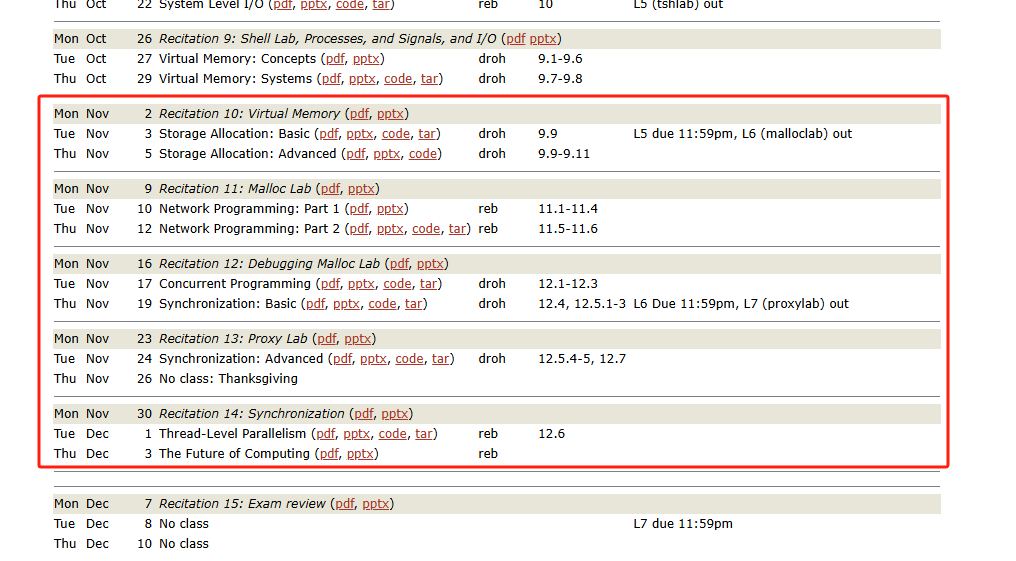 Thu Oct 22 System Level I/O (pdf, pptx, code, tar) reb 10 L5 (tshlab) out
Mon Oct 26 Recitation 9: Shell Lab, Processes, and Signals, and I/O (pdf pptx)
Tue Oct 27 Virtual Memory: Concepts (pdf, pptx) droh 9.1-9.6
Thu Oct 29 Virtual Memory: Systems (pdf, pptx, code, tar) droh 9.7-9.8
Mon Nov 2 Recitation 10: Virtual Memory (pdf, pptx)
Tue Nov 3 Storage Allocation: Basic (pdf, pptx, code, tar) droh 9.9 L5 due 11:59pm, L6 (malloclab) out
Thu Nov 5 Storage Allocation: Advanced (pdf, pptx, code) droh 9.9-9.11
Mon Nov 9 Recitation 11: Malloc Lab (pdf, pptx)
Tue Nov 10 Network Programming: Part 1 (pdf, pptx) reb 11.1-11.4
Thu Nov 12 Network Programming: Part 2 (pdf, pptx, code, tar) reb 11.5-11.6
Mon Nov 16 Recitation 12: Debugging Malloc Lab (pdf, pptx)
Tue Nov 17 Concurrent Programming (pdf, pptx, code, tar) droh 12.1-12.3
Thu Nov 19 Synchronization: Basic (pdf, pptx, code, tar) droh 12.4, 12.5.1-3 L6 Due 11:59pm, L7 (proxylab) out
Mon Nov 23 Recitation 13: Proxy Lab (pdf, pptx)
Tue Nov 24 Synchronization: Advanced (pdf, pptx, code, tar) droh 12.5.4-5, 12.7
Thu Nov 26 No class: Thanksgiving
Mon Nov 30 Recitation 14: Synchronization (pdf, pptx)
Tue Dec 1 Thread-Level Parallelism (pdf, pptx, code, tar) reb 12.6
Thu Dec 3 The Future of Computing (pdf, pptx) reb
Mon Dec 7 Recitation 15: Exam review (pdf, pptx)
Tue Dec 8 No class L7 due 11:59pm
Thu Dec 10 No class